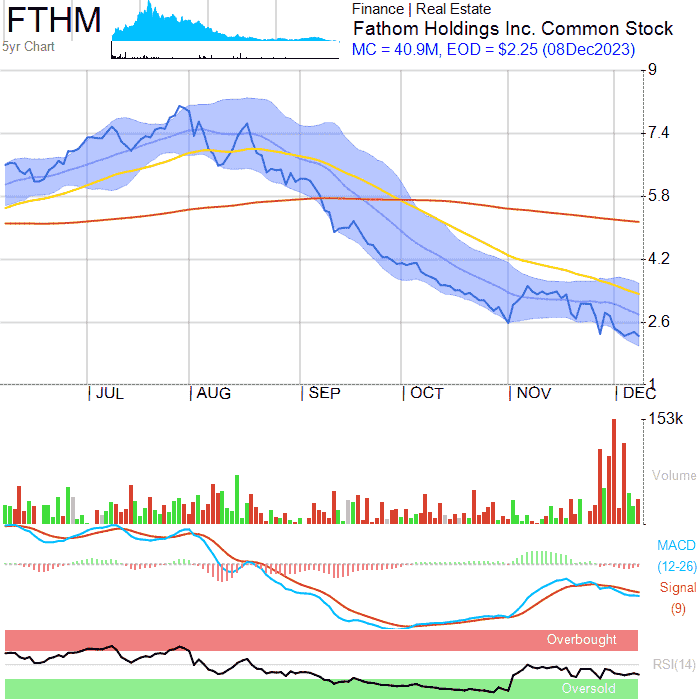 FTHM
5yr Chart
Finance | Real Estate
Fathom Holdings Inc. Common Stock
MC = 40.9M, EOD = $2.25 (08Dec2023)
9
7.4
5.8
4.2
2.6
1
JUL AUG SEP OCT NOV DEC
153k
Volume
MACD
(12-26)
Signal
(9)
Overbought
RSI(14)
Oversold